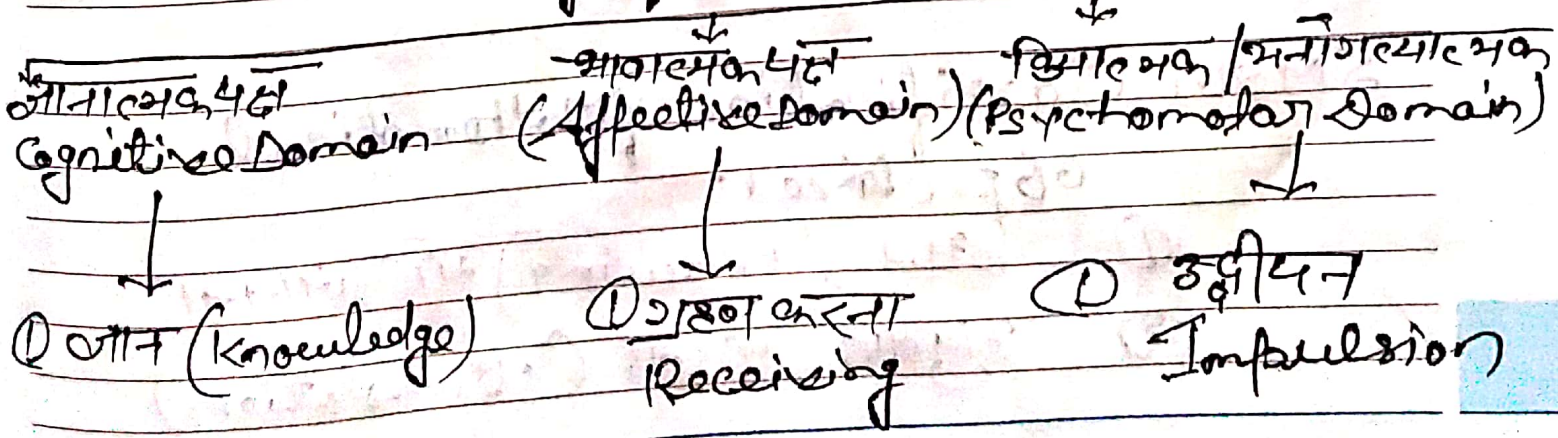 ज्ञानात्मक पक्ष
Cognitive Domain
भावात्मक पक्ष
(Affective Domain)
क्रियात्मक / मनोगत्यात्मक
(Psychomotor Domain)
① ज्ञान (Knowledge)
① ग्रहण करना
Receiving
① उद्दीपन
Impulsion